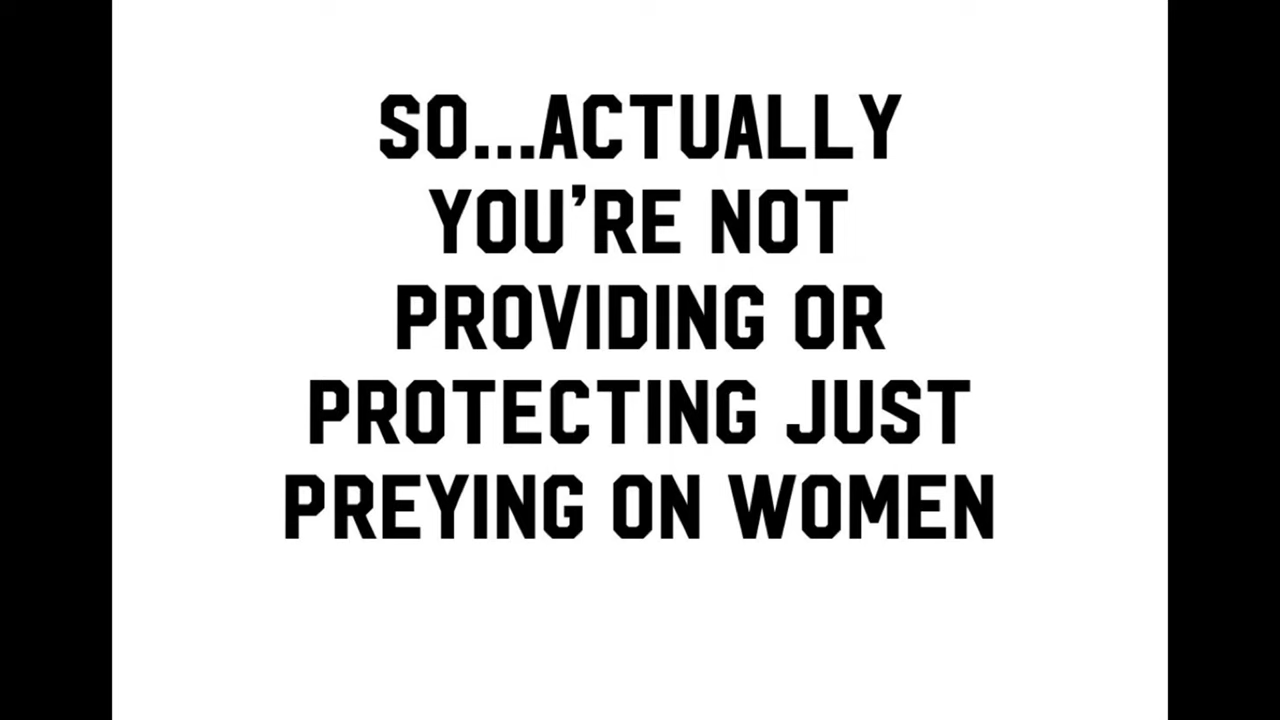 SO...ACTUALLY
YOU'RE NOT
PROVIDING OR
PROTECTING JUST
PREYING ON WOMEN